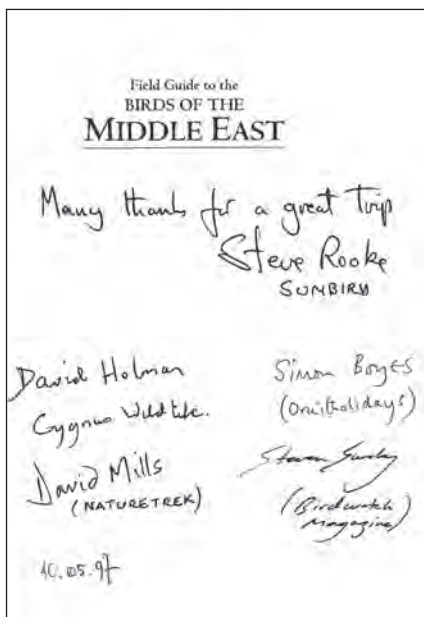 Field Guide to the
BIRDS OF THE
MIDDLE EAST
Many thanks for a great trip
Steve Rooke
SUNBIRD
David Holman
Cygnus Wildlife.
David Mills
(NATURETREK)
Simon Boyes
(Ornitholidays)
Steven
(Birdwatch
Magazine)
10.05.97